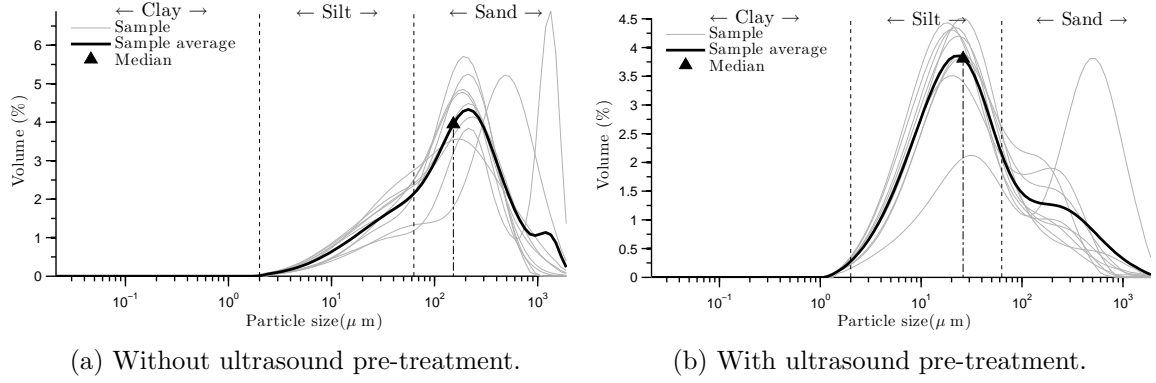 ← Clay → ← Silt → ← Sand →
Sample
Sample average
Median
Volume (%)
6
5
4
3
2
1
0
10⁻¹ 10⁰ 10¹ 10² 10³
Particle size(μ m)
(a) Without ultrasound pre-treatment.
← Clay → ← Silt → ← Sand →
Sample
Sample average
Median
Volume (%)
4.5
4
3.5
3
2.5
2
1.5
1
0.5
0
10⁻¹ 10⁰ 10¹ 10² 10³
Particle size(μ m)
(b) With ultrasound pre-treatment.